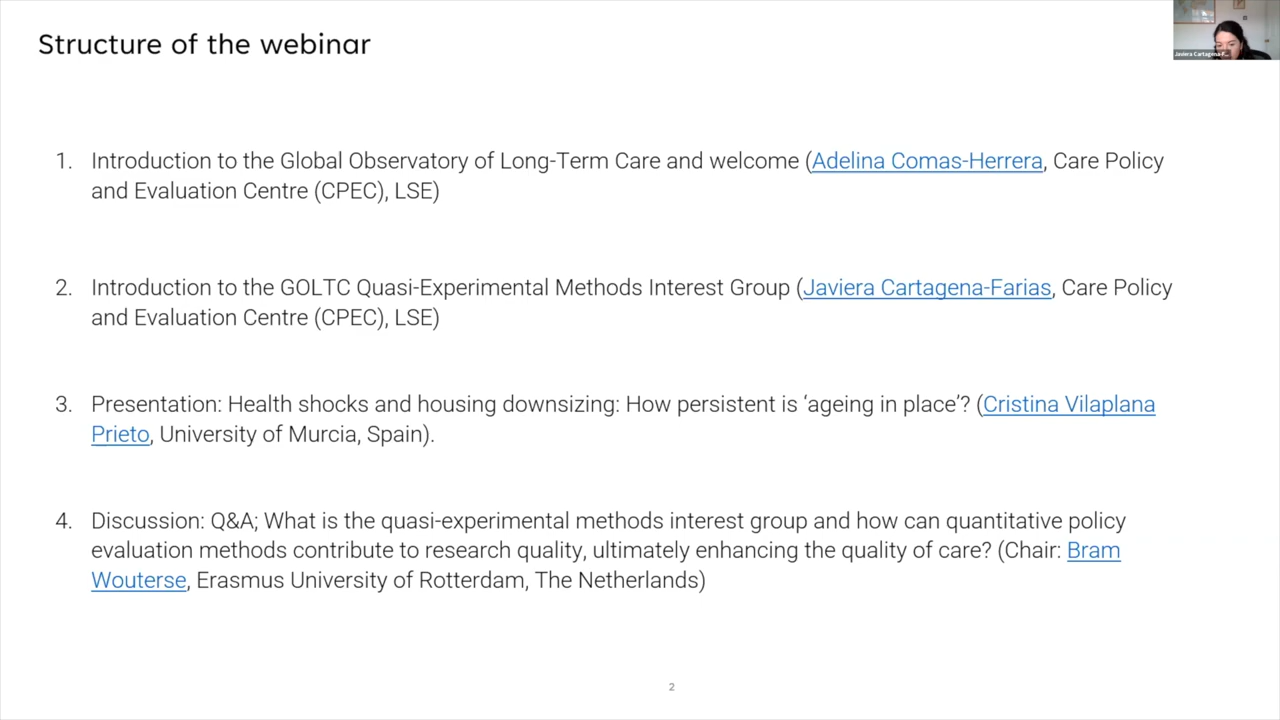 Structure of the webinar
Javiera Cartagena-F...
1. Introduction to the Global Observatory of Long-Term Care and welcome (Adelina Comas-Herrera, Care Policy
and Evaluation Centre (CPEC), LSE)
2. Introduction to the GOLTC Quasi-Experimental Methods Interest Group (Javiera Cartagena-Farias, Care Policy
and Evaluation Centre (CPEC), LSE)
3. Presentation: Health shocks and housing downsizing: How persistent is ‘ageing in place’? (Cristina Vilaplana
Prieto, University of Murcia, Spain).
4. Discussion: Q&A; What is the quasi-experimental methods interest group and how can quantitative policy
evaluation methods contribute to research quality, ultimately enhancing the quality of care? (Chair: Bram
Wouterse, Erasmus University of Rotterdam, The Netherlands)
2